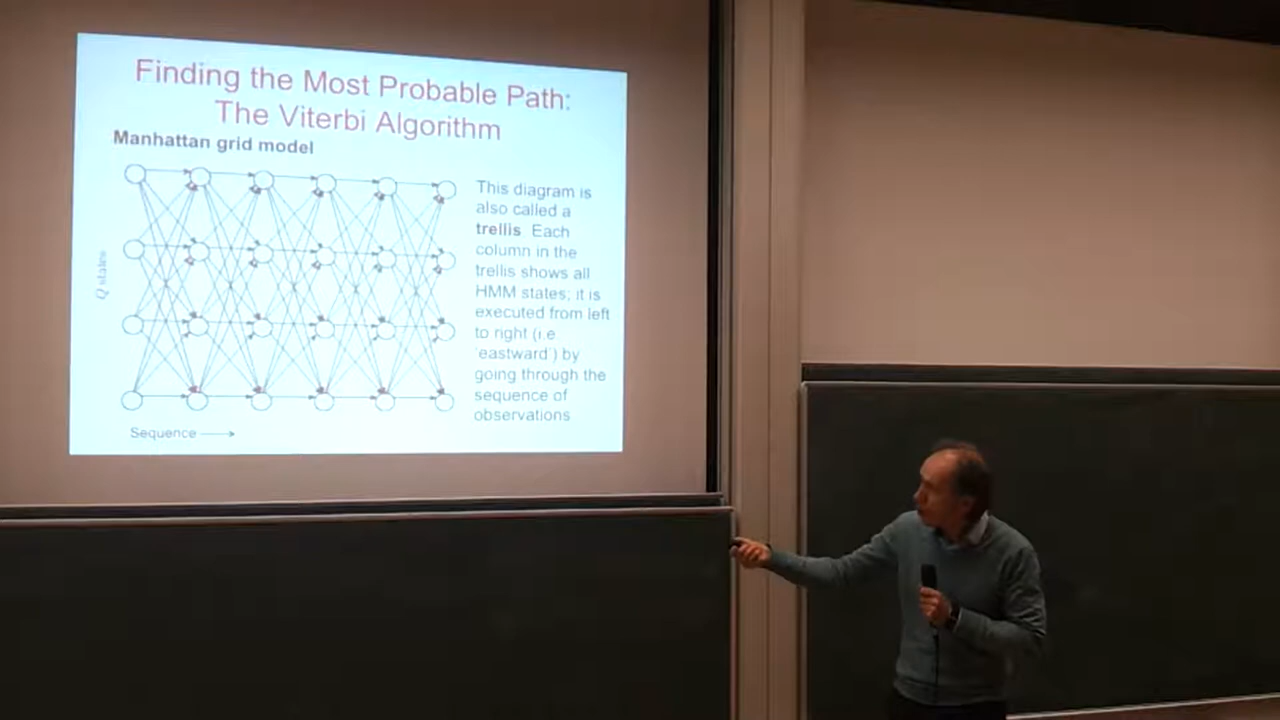 Finding the Most Probable Path:
The Viterbi Algorithm
Manhattan grid model
This diagram is
also called a
trellis. Each
column in the
trellis shows all
HMM states; it is
executed from left
to right (i.e.
'eastward') by
going through the
sequence of
observations
Q states
Sequence